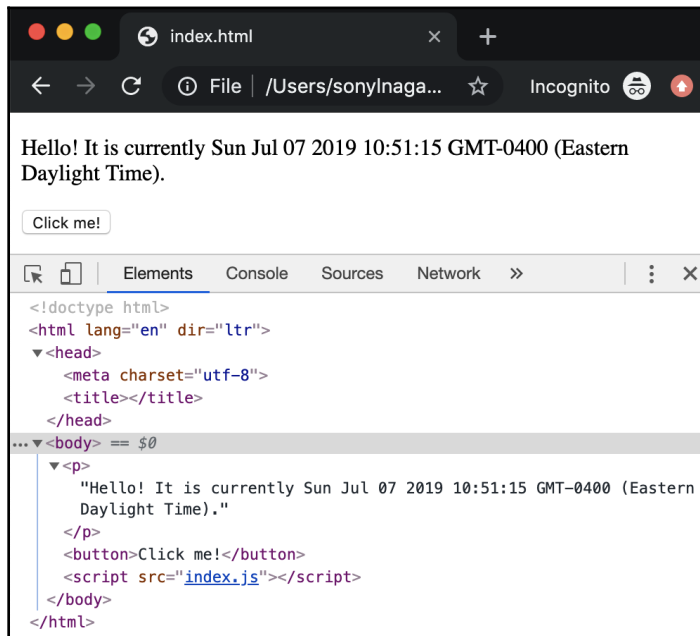 index.html
File /Users/sonylnaga... Incognito
Hello! It is currently Sun Jul 07 2019 10:51:15 GMT-0400 (Eastern
Daylight Time).
Click me!
Elements Console Sources Network »
<!doctype html>
<html lang="en" dir="ltr">
▼<head>
<meta charset="utf-8">
<title></title>
</head>
...▼<body> == $0
▼<p>
"Hello! It is currently Sun Jul 07 2019 10:51:15 GMT-0400 (Eastern
Daylight Time)."
</p>
<button>Click me!</button>
<script src="index.js"></script>
</body>
</html>